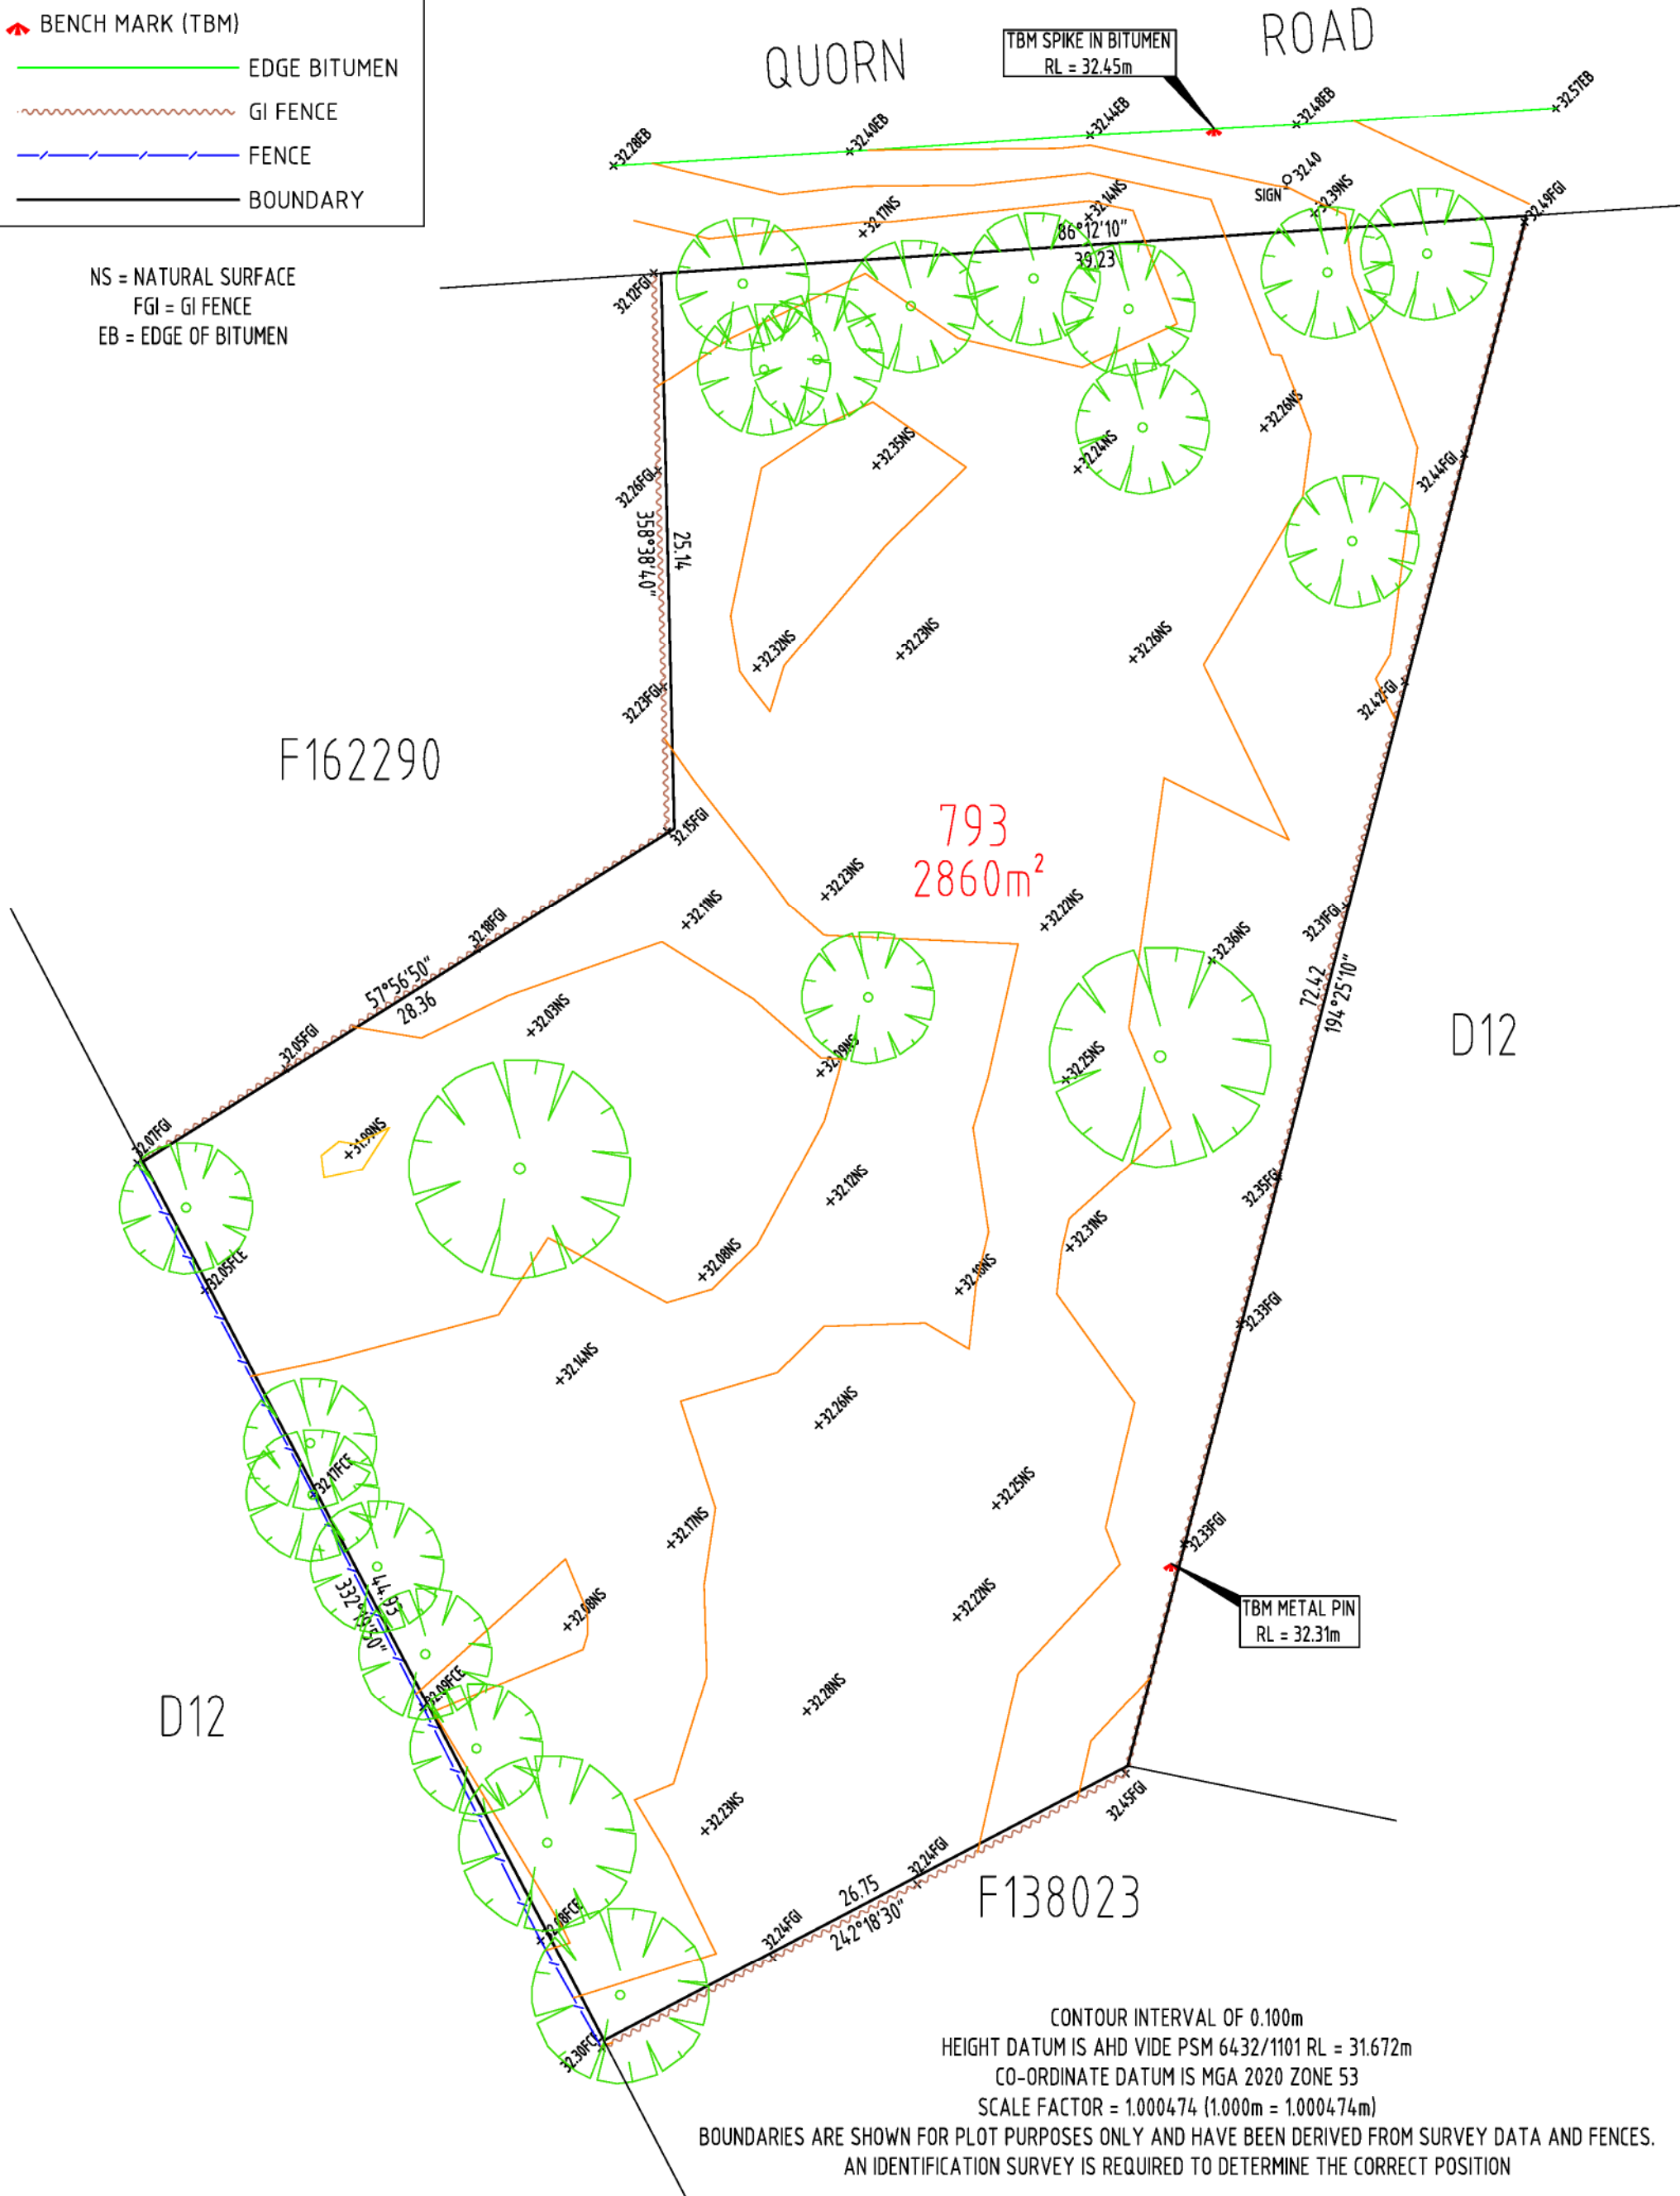 BENCH MARK (TBM)
EDGE BITUMEN
GI FENCE
FENCE
BOUNDARY
NS = NATURAL SURFACE
FGI = GI FENCE
EB = EDGE OF BITUMEN
QUORN
ROAD
TBM SPIKE IN BITUMEN
RL = 32.45m
+32.28EB
+32.40EB
+32.44EB
+32.48EB
+32.57EB
32.40
SIGN
+32.39NS
32.49FGI
+32.17NS
+32.14NS
86°12'10"
39.23
32.12FGI
+32.26NS
+32.35NS
+32.24NS
32.44FGI
32.26FGI
358°38'40"
25.14
+32.32NS
+32.23NS
+32.26NS
32.23FGI
32.42FGI
F162290
793
2860m²
32.15FGI
+32.23NS
+32.11NS
+32.22NS
32.31FGI
+32.36NS
32.18FGI
57°56'50"
28.36
72.42
194°25'10"
+32.03NS
32.05FGI
+32.09NS
+32.25NS
D12
32.07FGI
+31.99NS
+32.12NS
32.35FGI
+32.31NS
+32.05FCE
+32.08NS
+32.18NS
32.33FGI
+32.14NS
+32.26NS
32.17FCE
+32.25NS
+32.17NS
32.33FGI
44.93
332°19'50"
+32.08NS
+32.22NS
TBM METAL PIN
RL = 32.31m
32.09FCE
+32.28NS
D12
+32.23NS
32.45FGI
32.24FGI
26.75
F138023
+32.08FCE
32.24FGI
242°18'30"
32.30FCE
CONTOUR INTERVAL OF 0.100m
HEIGHT DATUM IS AHD VIDE PSM 6432/1101 RL = 31.672m
CO-ORDINATE DATUM IS MGA 2020 ZONE 53
SCALE FACTOR = 1.000474 (1.000m = 1.000474m)
BOUNDARIES ARE SHOWN FOR PLOT PURPOSES ONLY AND HAVE BEEN DERIVED FROM SURVEY DATA AND FENCES.
AN IDENTIFICATION SURVEY IS REQUIRED TO DETERMINE THE CORRECT POSITION